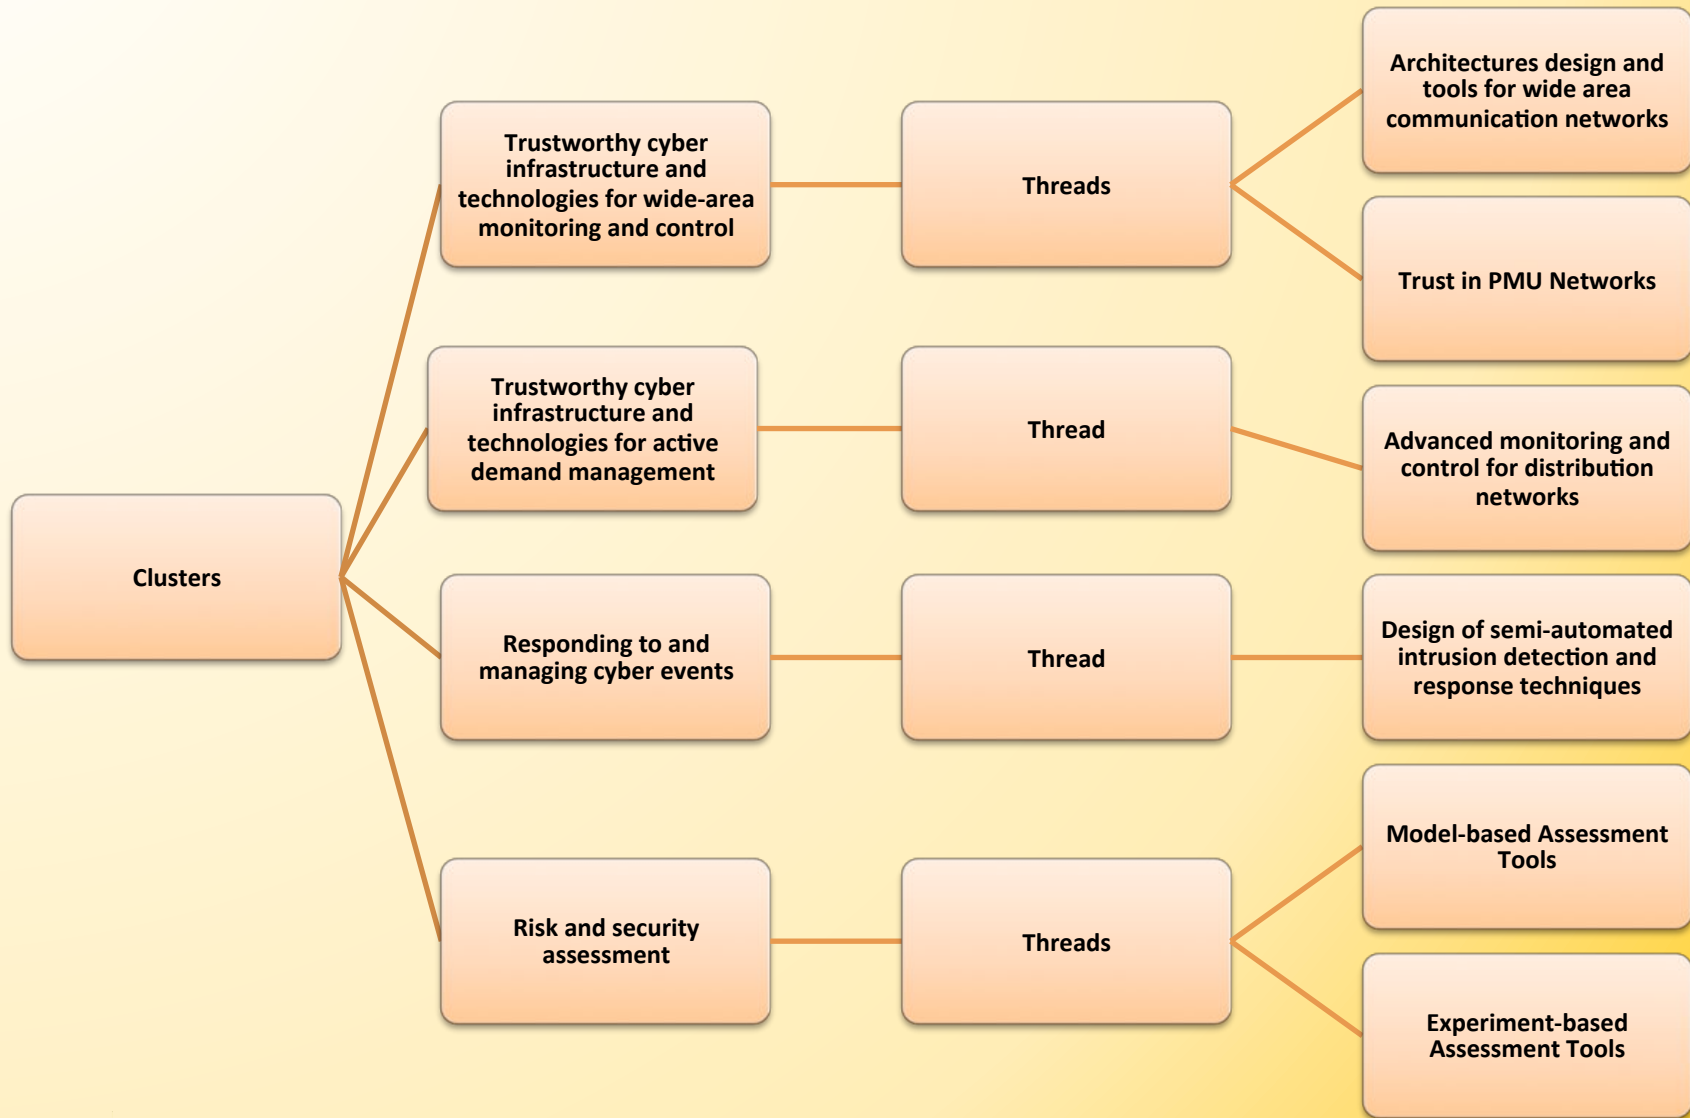 Clusters
Trustworthy cyber
infrastructure and
technologies for wide-area
monitoring and control
Threads
Architectures design and
tools for wide area
communication networks
Trust in PMU Networks
Trustworthy cyber
infrastructure and
technologies for active
demand management
Thread
Advanced monitoring and
control for distribution
networks
Responding to and
managing cyber events
Thread
Design of semi-automated
intrusion detection and
response techniques
Risk and security
assessment
Threads
Model-based Assessment
Tools
Experiment-based
Assessment Tools